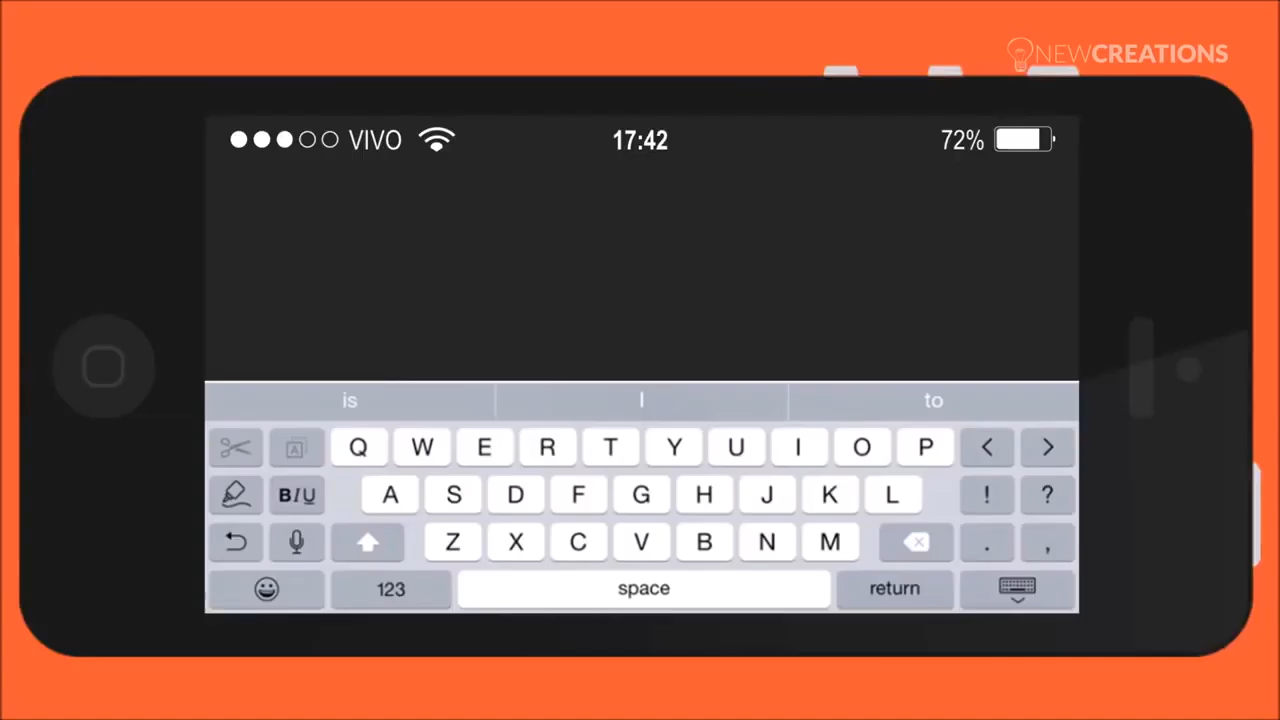 NEWCREATIONS
VIVO 17:42 72%
is I to
Q W E R T Y U I O P < >
B I U A S D F G H J K L ! ?
Z X C V B N M . ,
123 space return